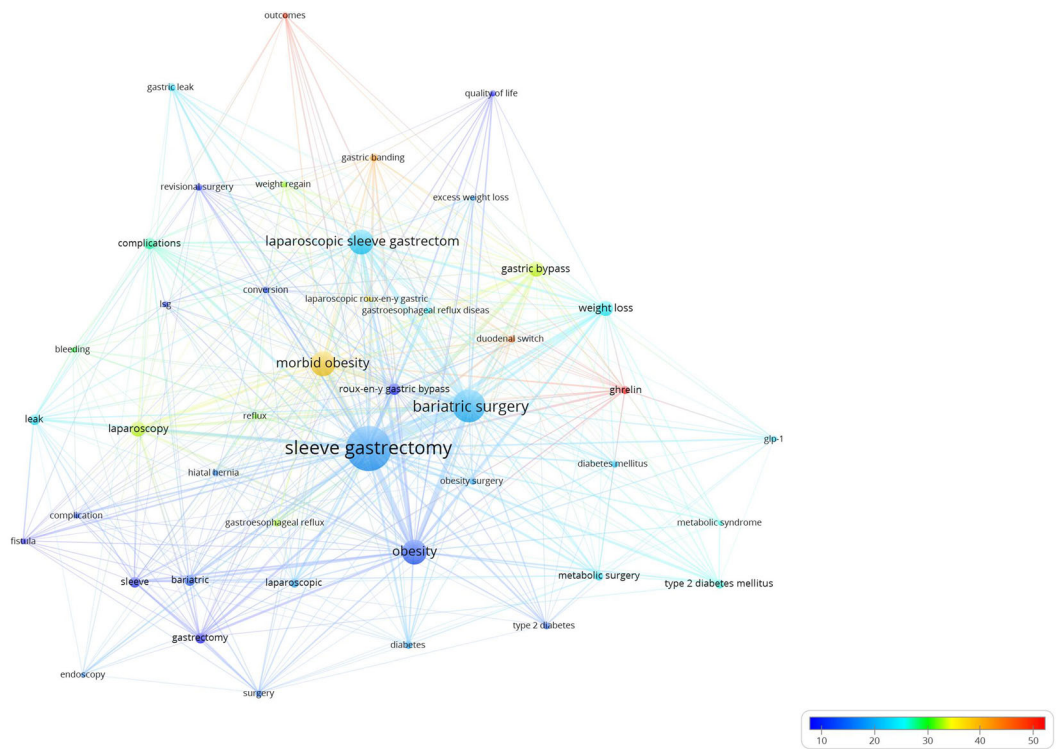 outcomes
gastric leak
quality of life
gastric banding
weight regain
revisional surgery
excess weight loss
complications
laparoscopic sleeve gastrectom
gastric bypass
conversion
laparoscopic roux-en-y gastric
lsg
gastroesophageal reflux diseas
weight loss
duodenal switch
bleeding
morbid obesity
roux-en-y gastric bypass
ghrelin
bariatric surgery
reflux
leak
laparoscopy
glp-1
sleeve gastrectomy
diabetes mellitus
hiatal hernia
obesity surgery
complication
gastroesophageal reflux
metabolic syndrome
fistula
obesity
metabolic surgery
sleeve
bariatric
laparoscopic
type 2 diabetes mellitus
type 2 diabetes
gastrectomy
diabetes
endoscopy
surgery
10 20 30 40 50